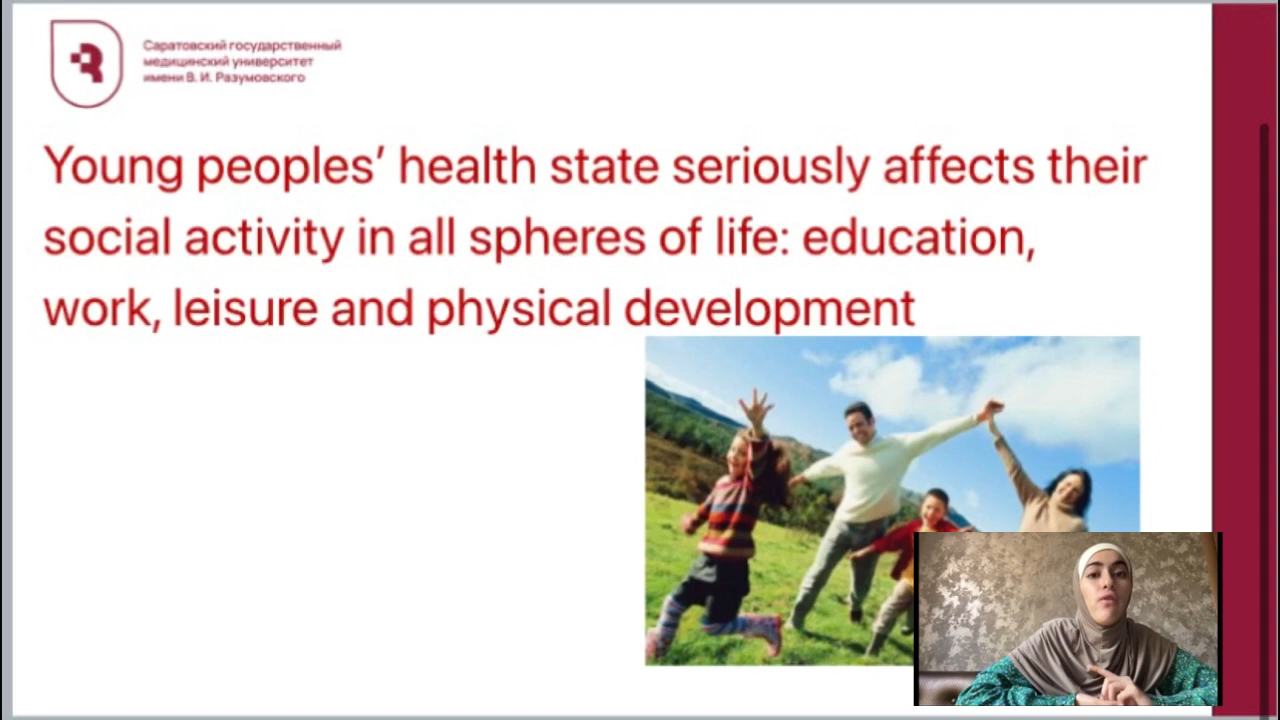 Саратовский государственный
медицинский университет
имени В. И. Разумовского
Young peoples’ health state seriously affects their
social activity in all spheres of life: education,
work, leisure and physical development